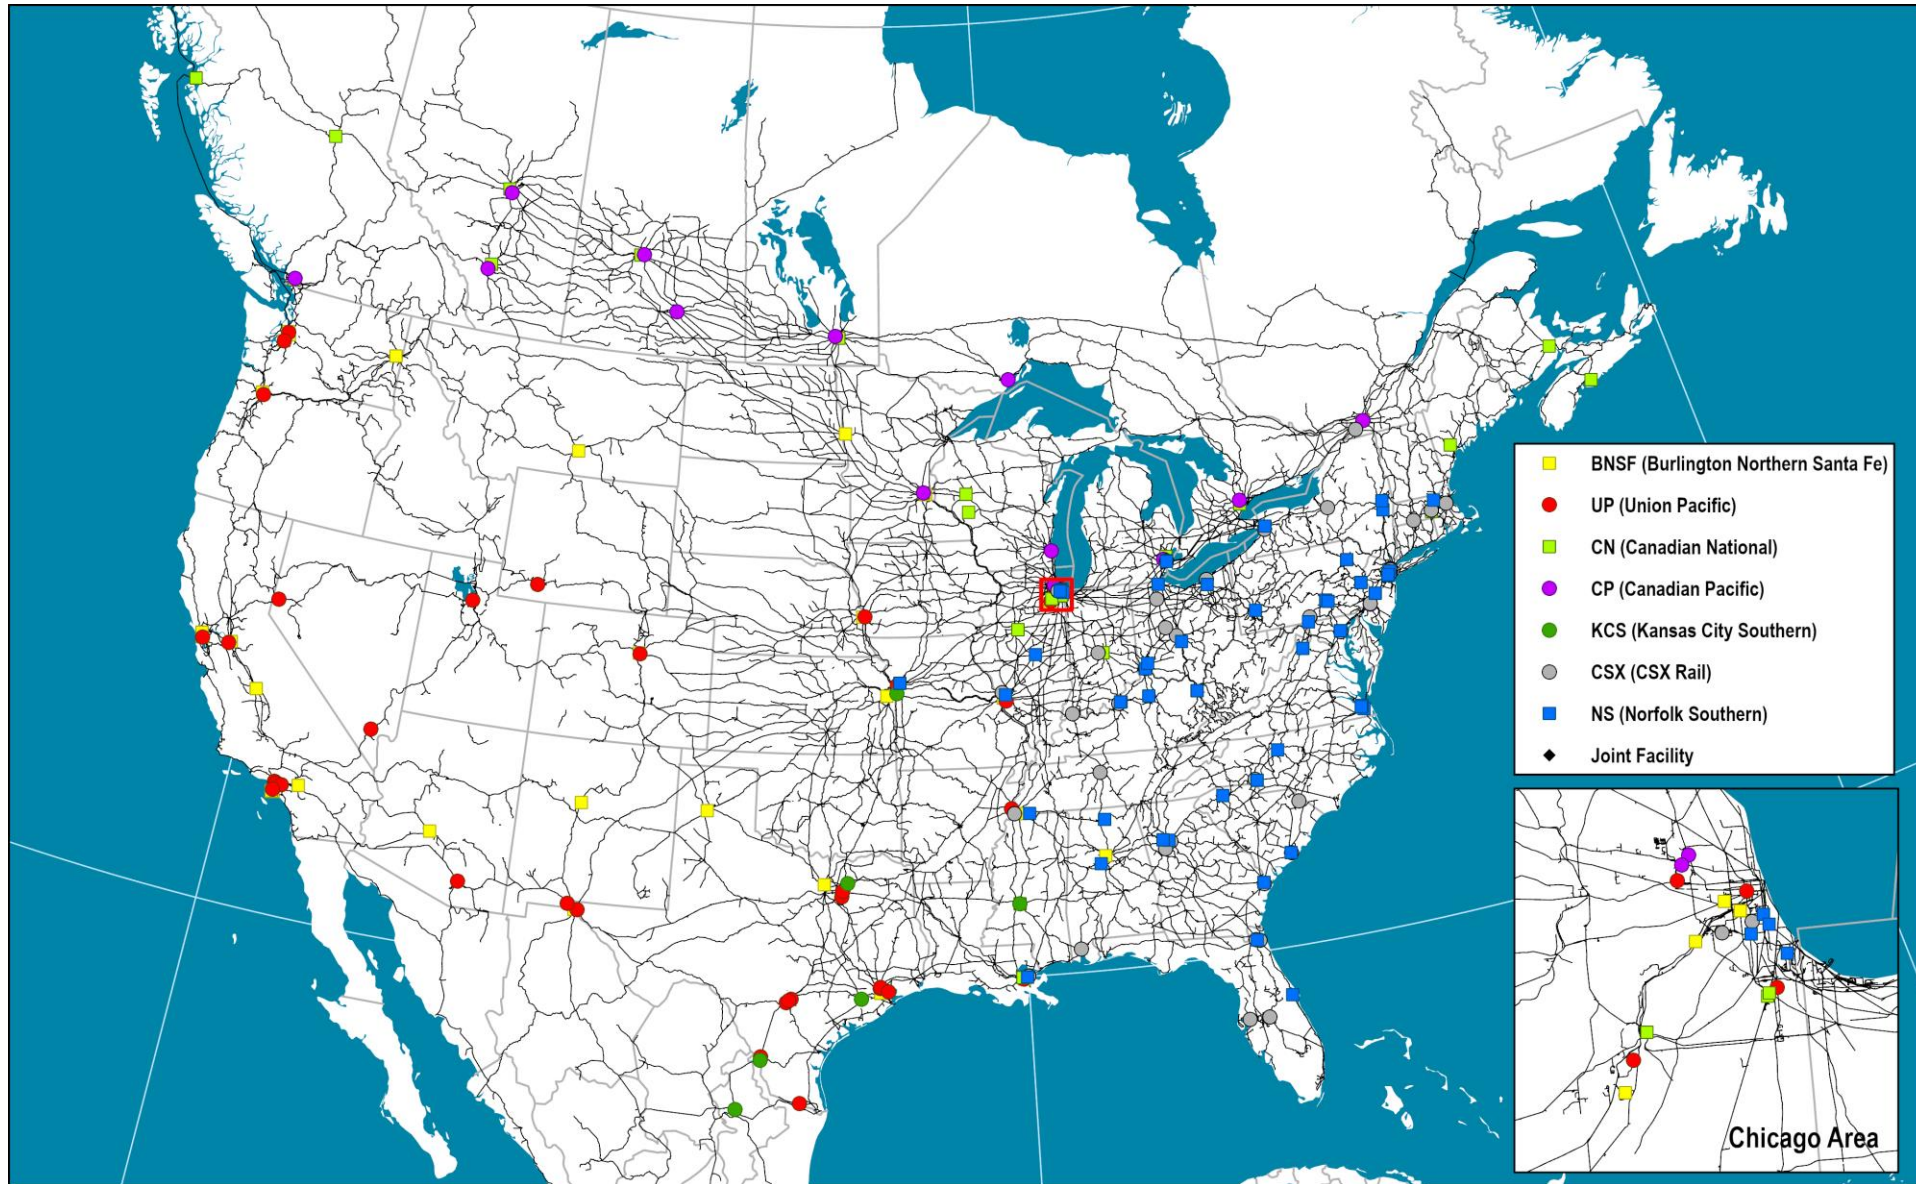 BNSF (Burlington Northern Santa Fe)
UP (Union Pacific)
CN (Canadian National)
CP (Canadian Pacific)
KCS (Kansas City Southern)
CSX (CSX Rail)
NS (Norfolk Southern)
Joint Facility
Chicago Area